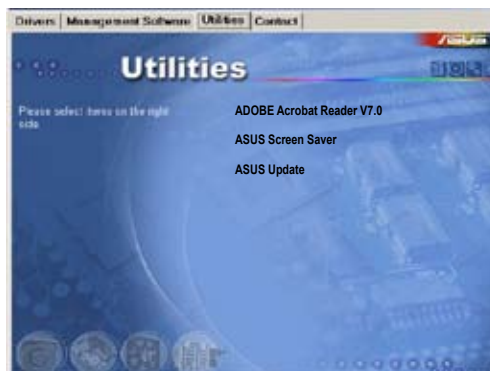 Drivers Management Software Utilities Contact
ASUS
Utilities
Please select items on the right
side.
ADOBE Acrobat Reader V7.0
ASUS Screen Saver
ASUS Update